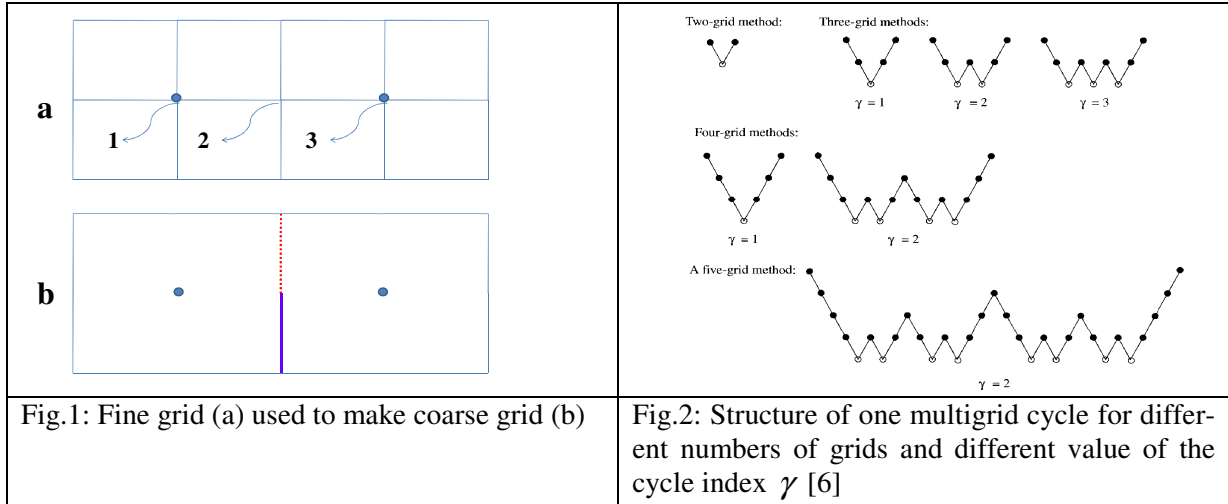 a
1
2
3
b
Fig.1: Fine grid (a) used to make coarse grid (b)
Two-grid method:
Three-grid methods:
γ = 1
γ = 2
γ = 3
Four-grid methods:
γ = 1
γ = 2
A five-grid method:
γ = 2
Fig.2: Structure of one multigrid cycle for differ-
ent numbers of grids and different value of the
cycle index γ [6]